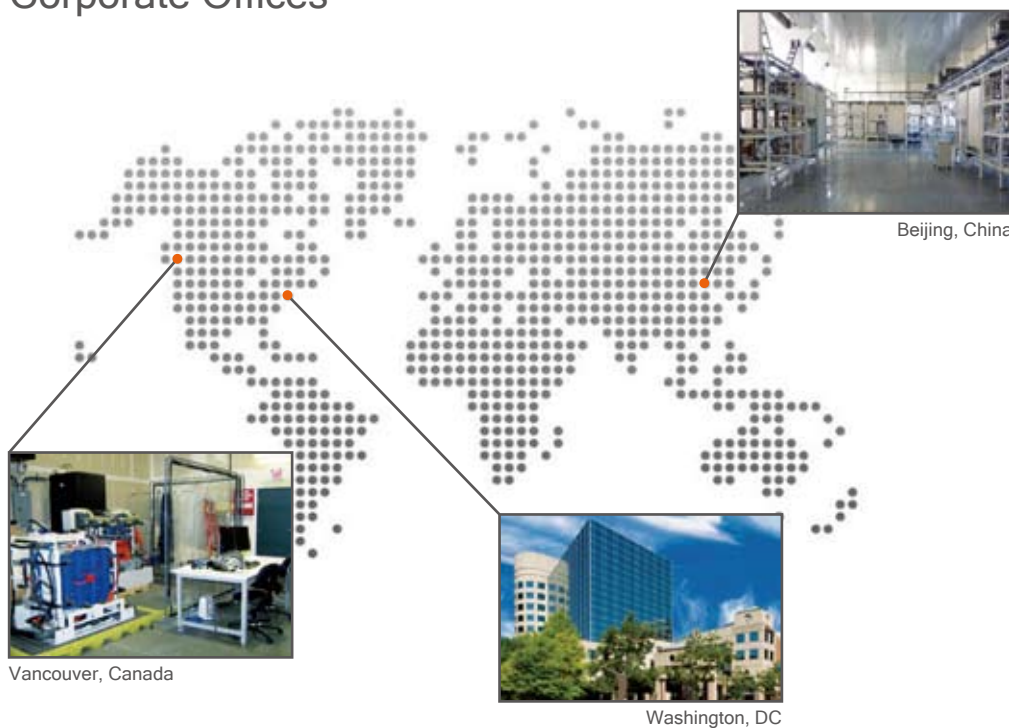 Corporate Offices
Beijing, China
Vancouver, Canada
Washington, DC